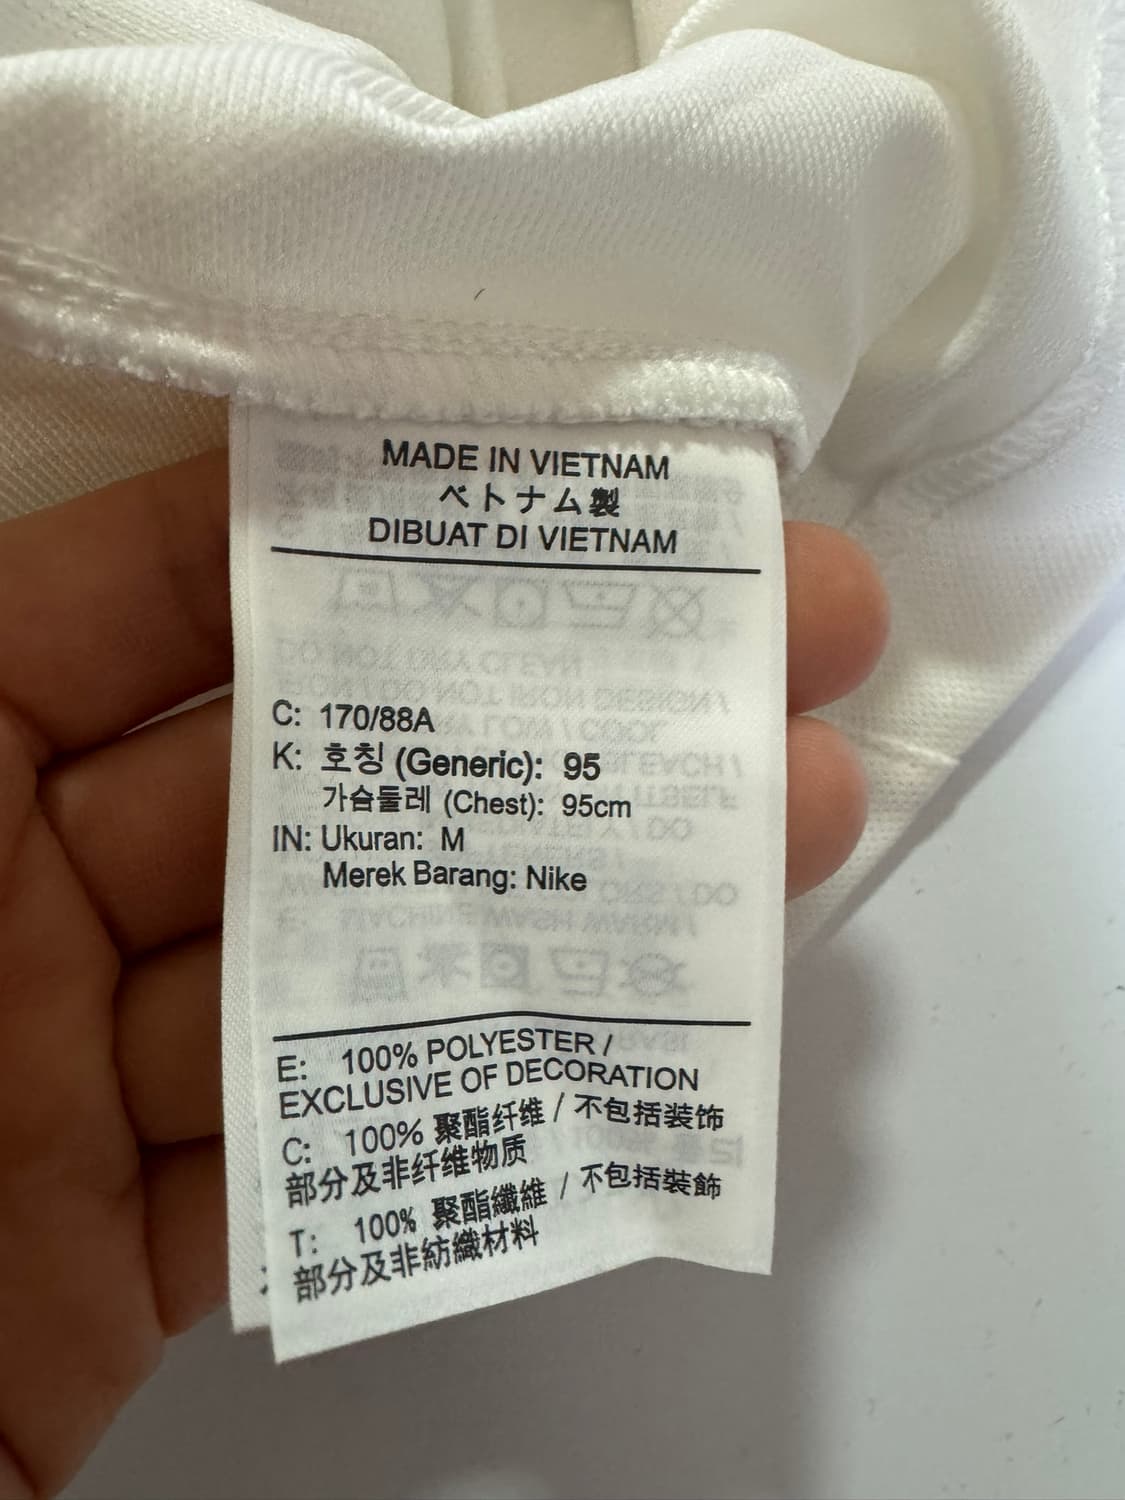 MADE IN VIETNAM
ベトナム製
DIBUAT DI VIETNAM
C: 170/88A
K: 호칭 (Generic): 95
가슴둘레 (Chest): 95cm
IN: Ukuran: M
Merek Barang: Nike
E: 100% POLYESTER /
EXCLUSIVE OF DECORATION
C: 100% 聚酯纤维 / 不包括装饰
部分及非纤维物质
T: 100% 聚酯纖維 / 不包括裝飾
部分及非紡織材料